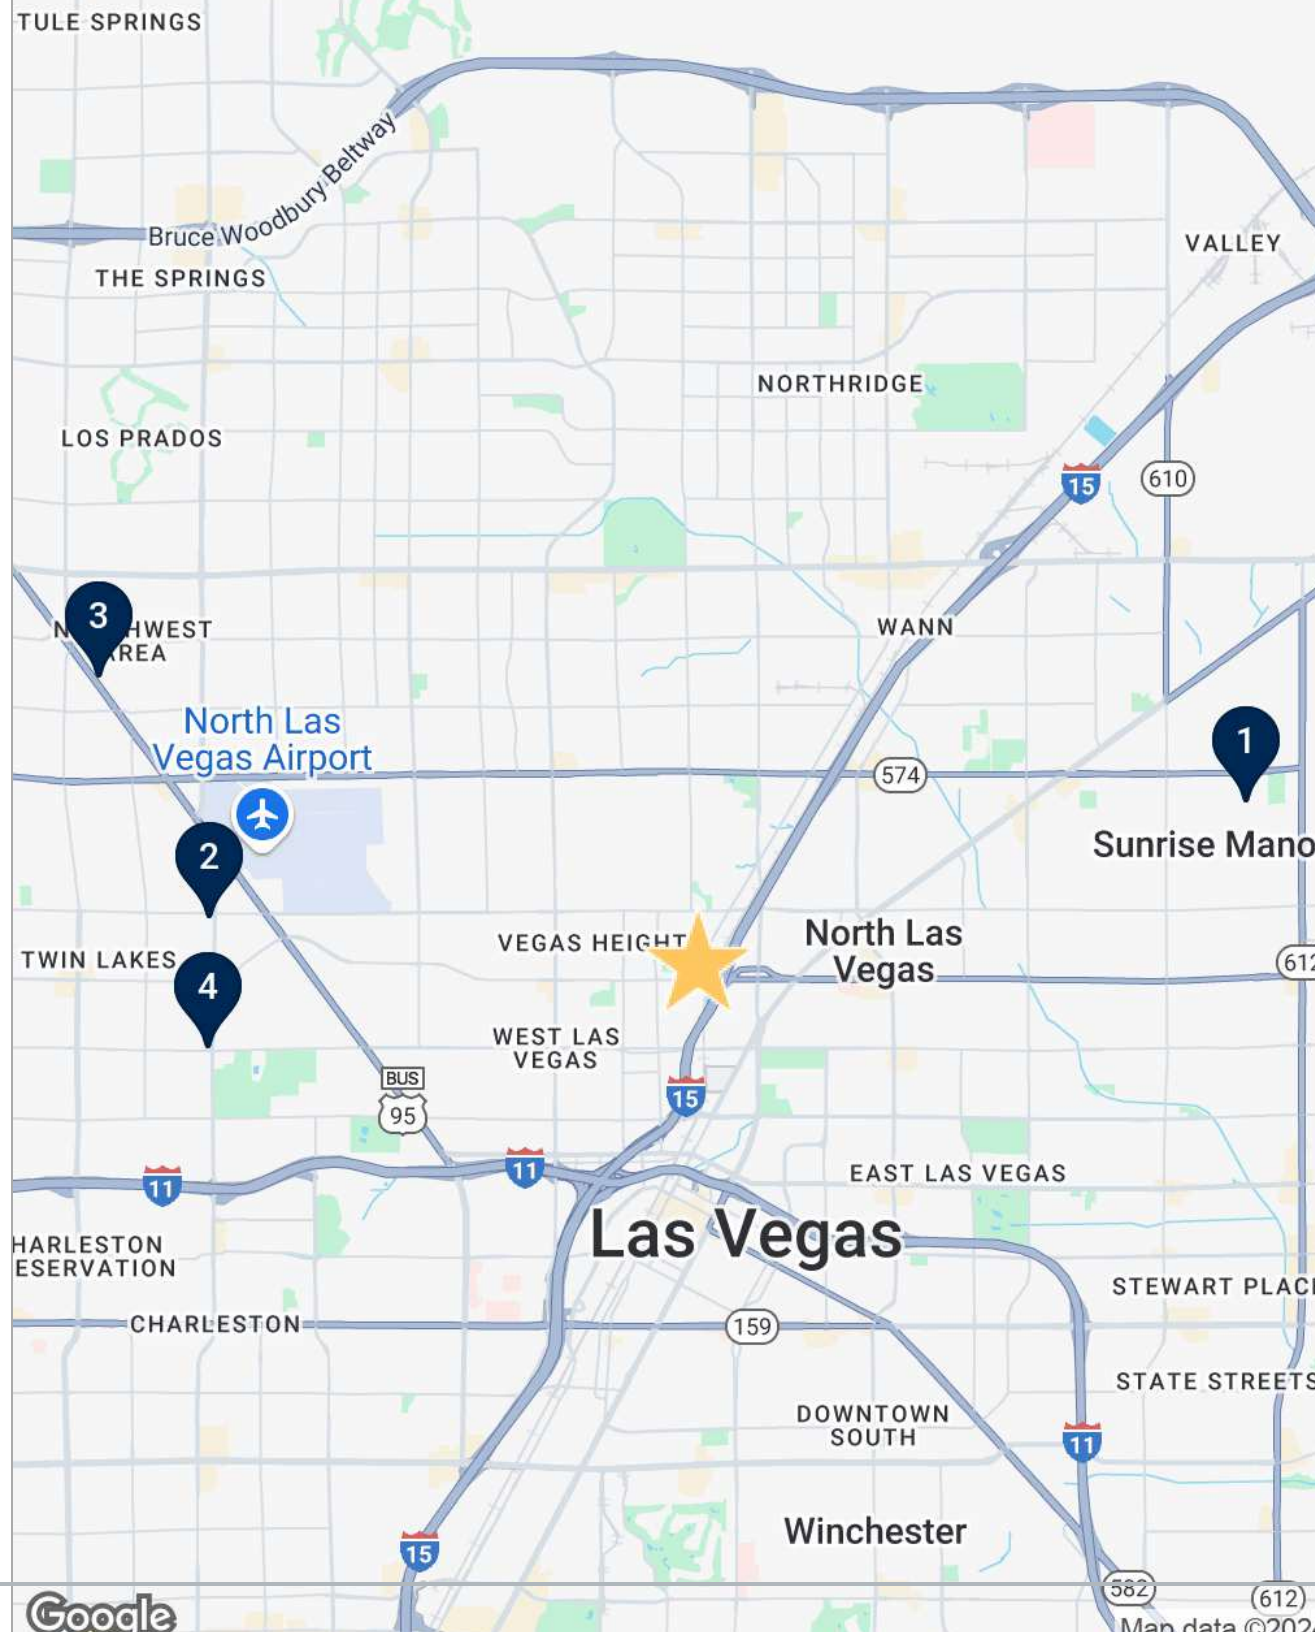 TULE SPRINGS
Bruce Woodbury Beltway
VALLEY
THE SPRINGS
NORTHRIDGE
LOS PRADOS
15
610
3
WANN
AREA
North Las
Vegas Airport
1
574
2
Sunrise Mano
VEGAS HEIGHT
North Las
Vegas
TWIN LAKES
612
4
WEST LAS
VEGAS
BUS
95
15
11
11
EAST LAS VEGAS
Las Vegas
HARLESTON
ESERVATION
STEWART PLAC
CHARLESTON
159
STATE STREETS
DOWNTOWN
SOUTH
11
Winchester
15
582
612
Google
Map data ©202